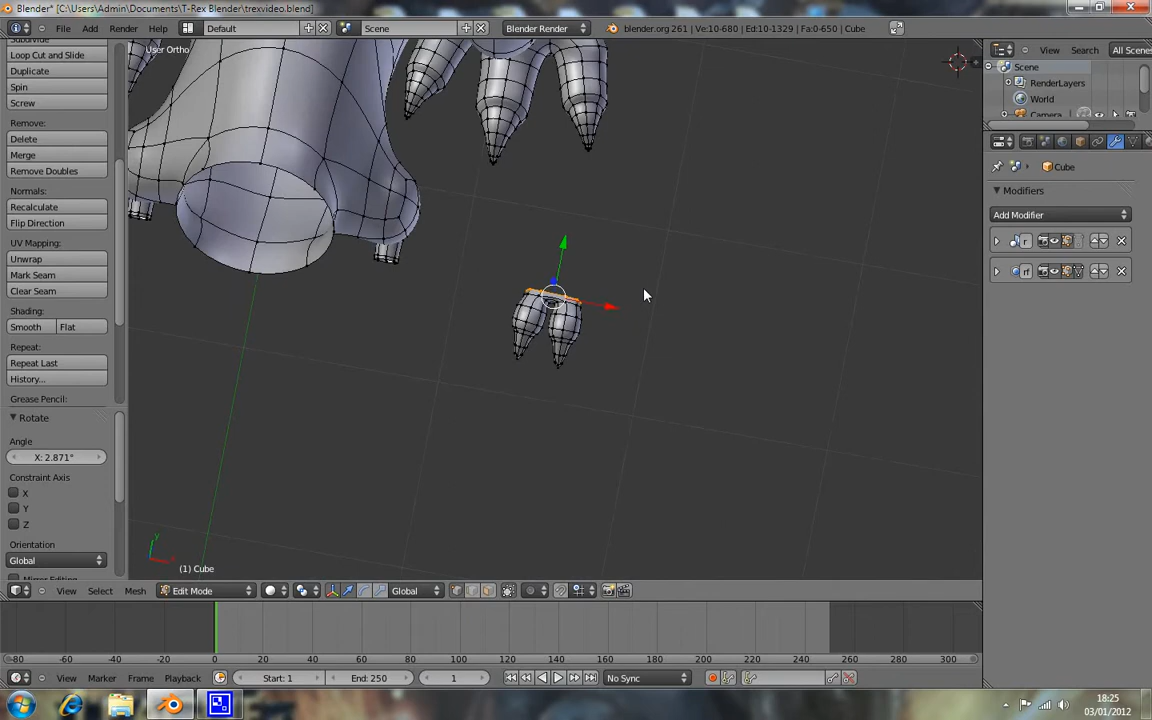 Blender* [C:\Users\Admin\Documents\T-Rex Blender\trexvideo.blend]
File Add Render Help Default Scene Blender Render blender.org 261 | Ve:10-680 | Ed:10-1329 | Fa:0-650 | Cube View Search All Scene
Subdivide
Loop Cut and Slide
Duplicate
Spin
Screw
Remove:
Delete
Merge
Remove Doubles
Normals:
Recalculate
Flip Direction
UV Mapping:
Unwrap
Mark Seam
Clear Seam
Shaling:
Smooth Flat
Repeat:
Repeat Last
History...
Grease Pencil:
Rotate
Angle
X: 2.871°
Constraint Axis
X
Y
Z
Orientation
Global
User Ortho
y
x
(1) Cube
Scene
RenderLayers
World
Camera
Cube
Modifiers
Add Modifier
r
rf
View Select Mesh Edit Mode Global
-80 -60 -40 -20 0 20 40 60 80 100 120 140 160 180 200 220 240 260 280 300
View Marker Frame Playback Start: 1 End: 250 1 No Sync
18:25
03/01/2012